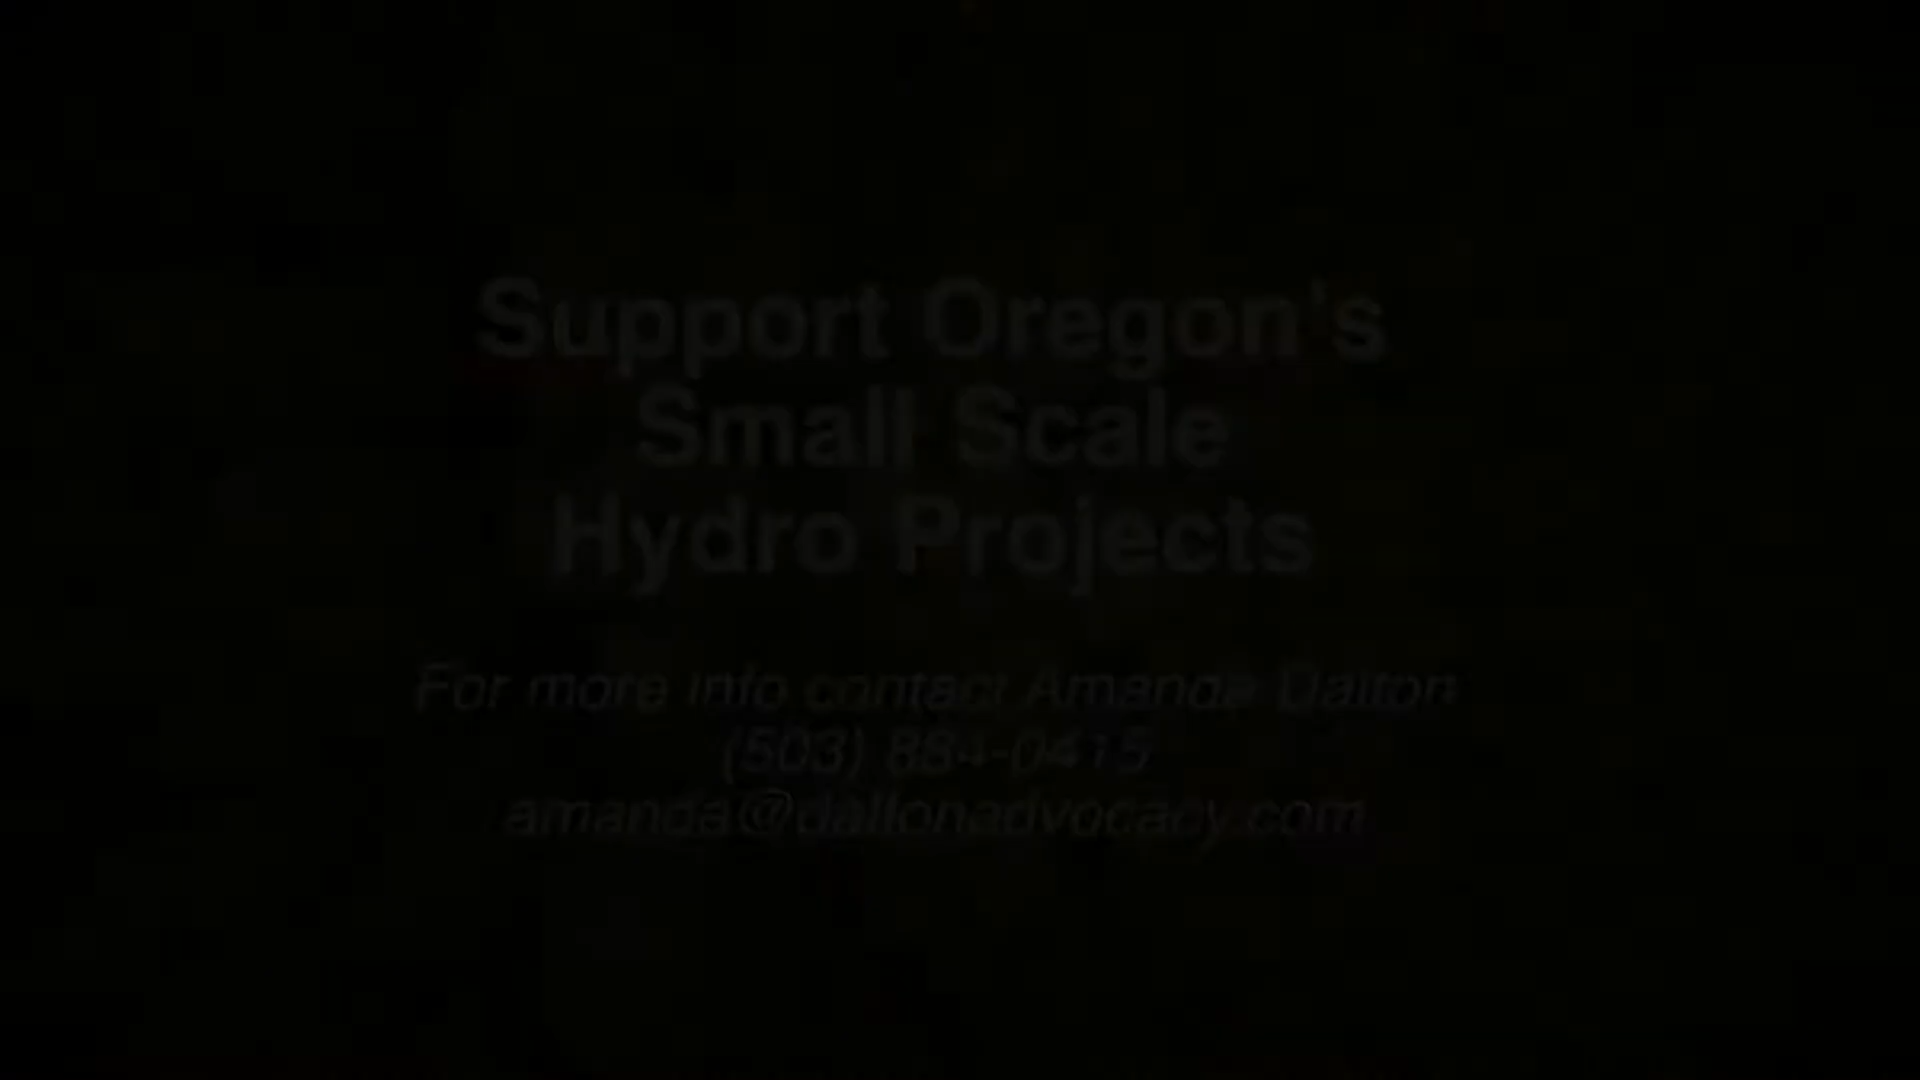 Support Oregon's
Small Scale
Hydro Projects
For more info contact Amanda Dalton
(503) 884-0415
amanda@daltonadvocacy.com